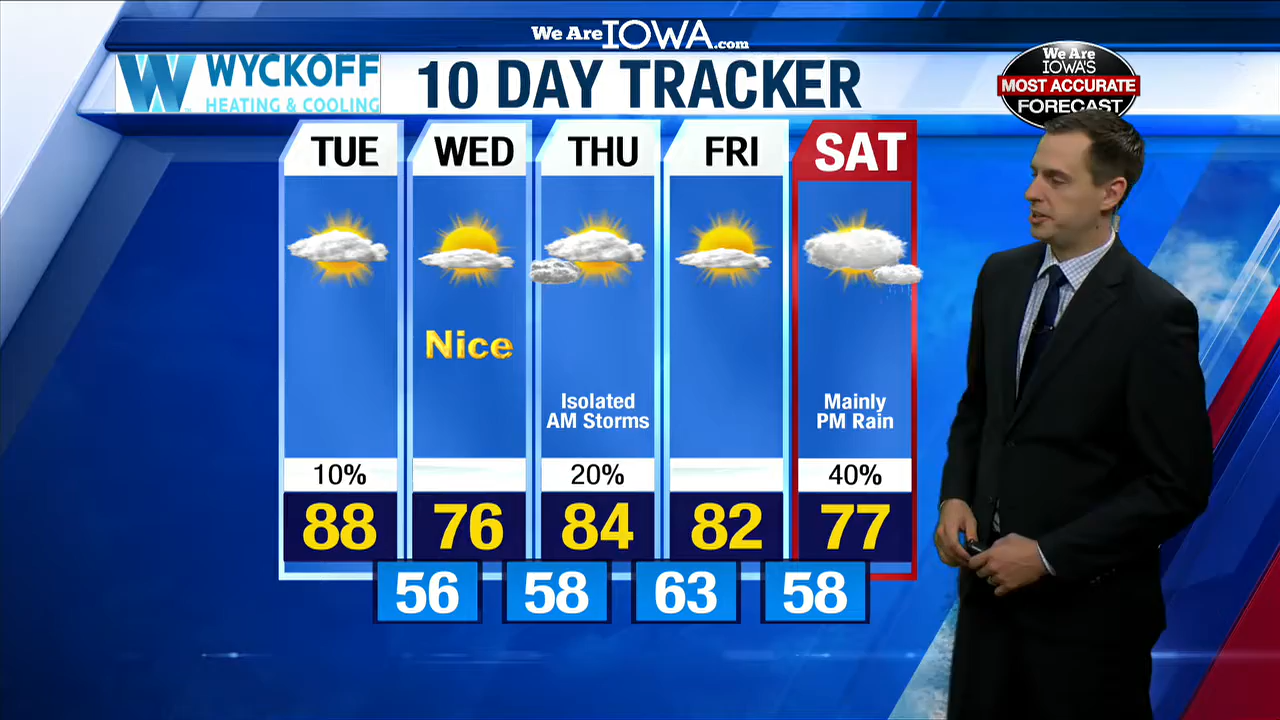 We Are IOWA.com
WYCKOFF
HEATING & COOLING
10 DAY TRACKER
We Are
IOWA'S
MOST ACCURATE
FORECAST
TUE WED THU FRI SAT
Nice
Isolated
AM Storms
Mainly
PM Rain
10% 20% 40%
88 76 84 82 77
56 58 63 58